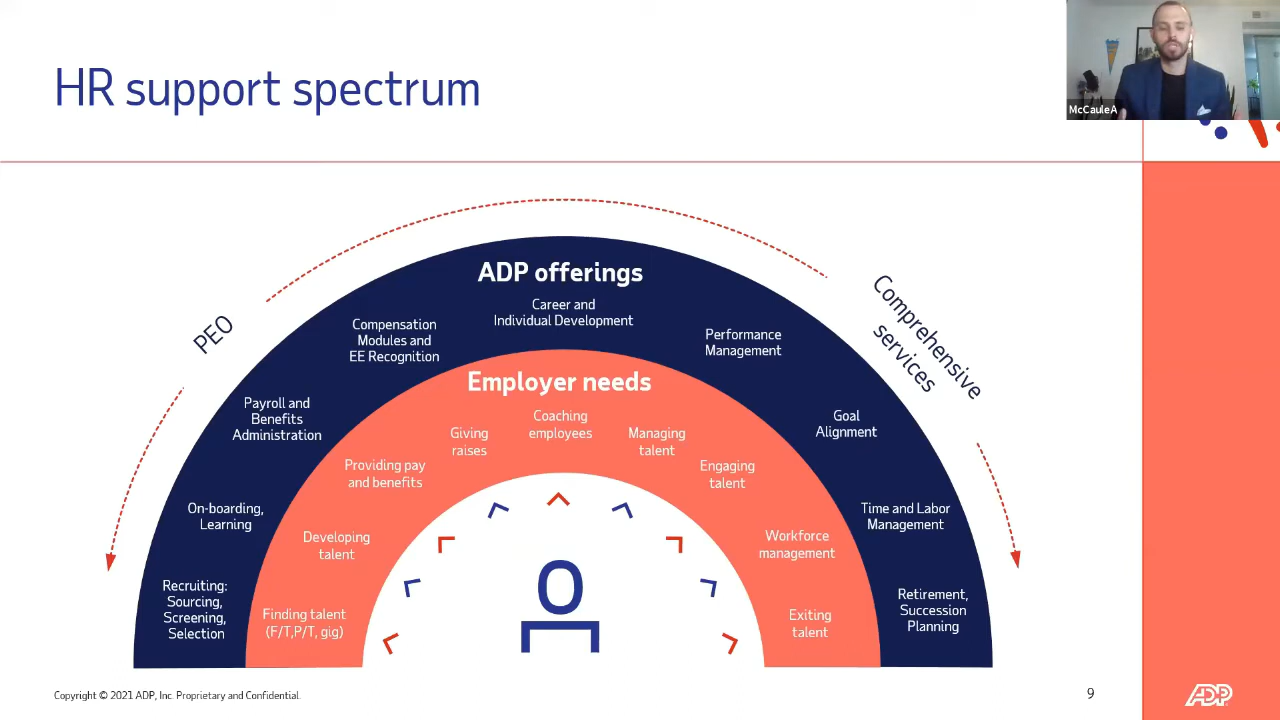 HR support spectrum
McCauleA
PEO
Comprehensive
services
ADP offerings
Career and
Individual Development
Compensation
Modules and
EE Recognition
Performance
Management
Payroll and
Benefits
Administration
Goal
Alignment
On-boarding,
Learning
Time and Labor
Management
Recruiting:
Sourcing,
Screening,
Selection
Retirement,
Succession
Planning
Employer needs
Coaching
employees
Giving
raises
Managing
talent
Providing pay
and benefits
Engaging
talent
Developing
talent
Workforce
management
Finding talent
(F/T,P/T, gig)
Exiting
talent
Copyright © 2021 ADP, Inc. Proprietary and Confidential.
9
ADP